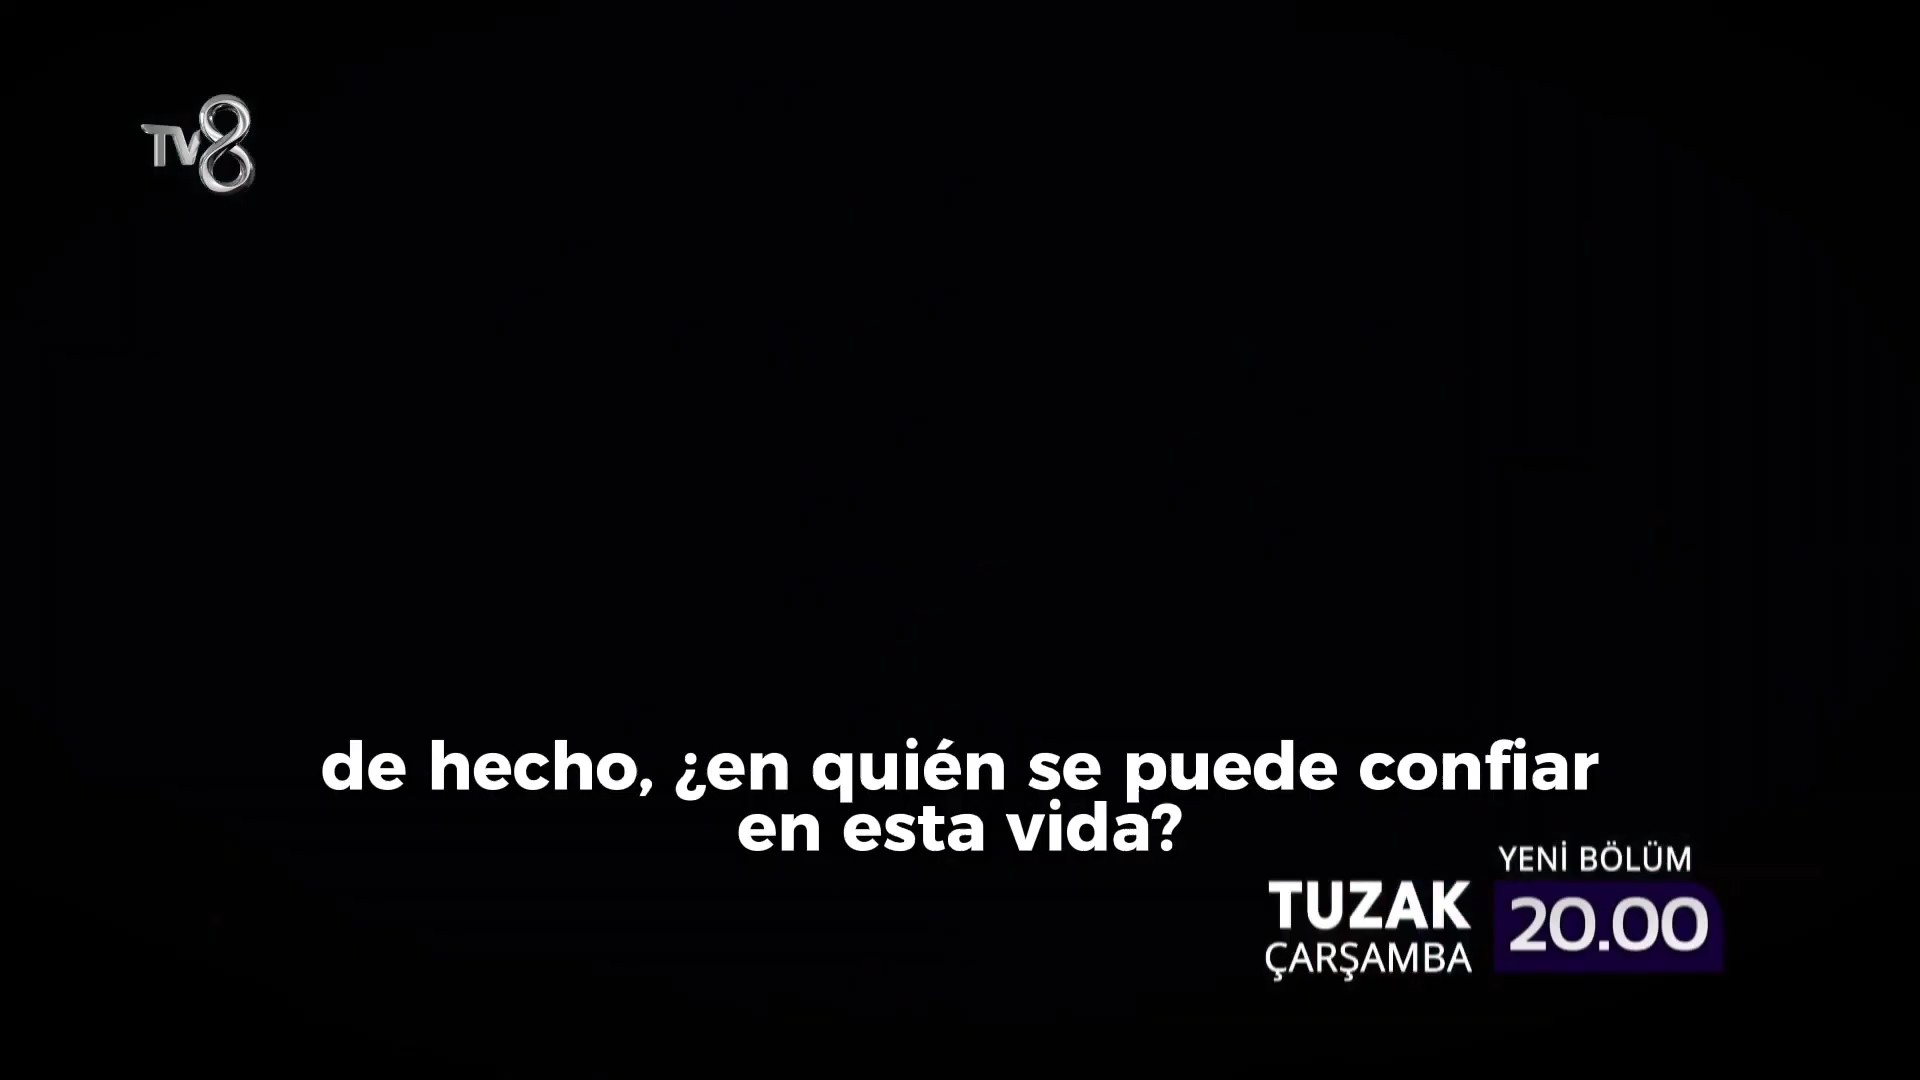 TV8
de hecho, ¿en quién se puede confiar
en esta vida?
YENİ BÖLÜM
TUZAK
20.00
ÇARŞAMBA